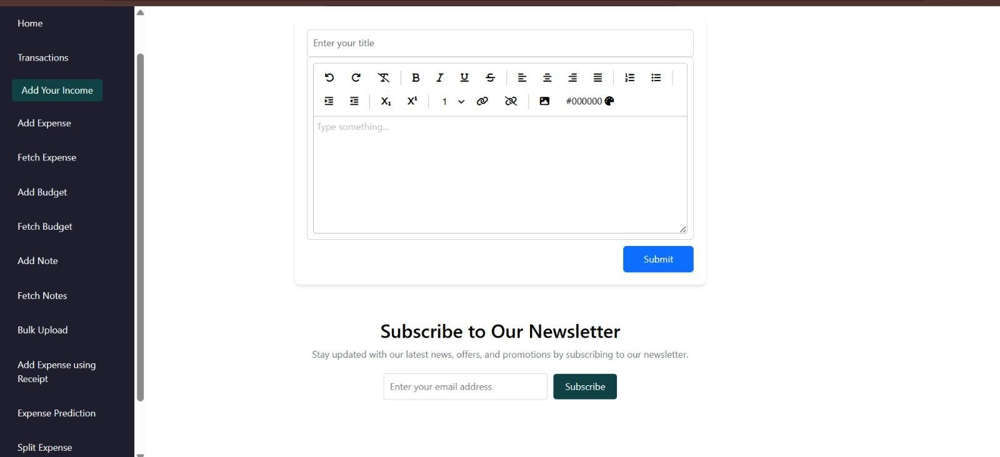 Home
Transactions
Add Your Income
Add Expense
Fetch Expense
Add Budget
Fetch Budget
Add Note
Fetch Notes
Bulk Upload
Add Expense using
Receipt
Expense Prediction
Split Expense
Enter your title
B I U S
X₁ X¹ 1 #000000
Type something...
Submit
Subscribe to Our Newsletter
Stay updated with our latest news, offers, and promotions by subscribing to our newsletter.
Enter your email address
Subscribe